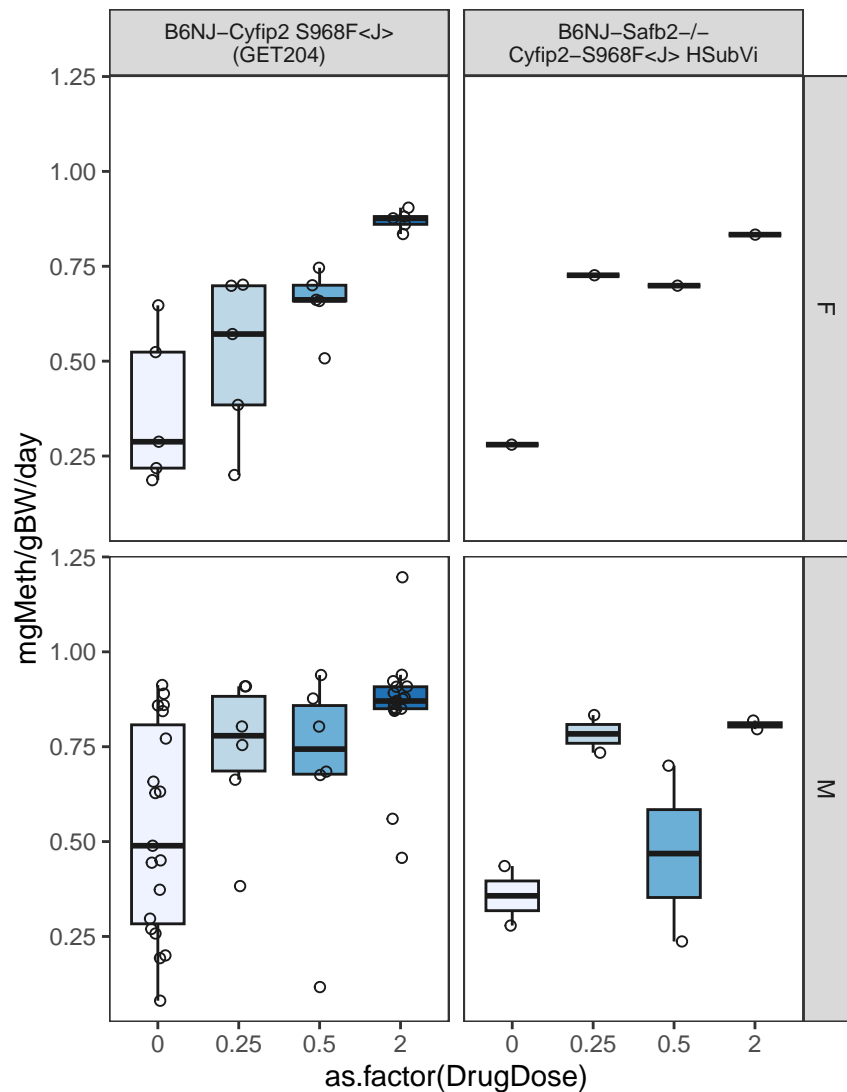 B6NJ−Cyfip2 S968F<J>
(GET204)
B6NJ−Safb2−/−
Cyfip2−S968F<J> HSubVi
1.25
1.00
0.75
0.50
0.25
F
1.25
1.00
0.75
0.50
0.25
M
mgMeth/gBW/day
0 0.25 0.5 2
0 0.25 0.5 2
as.factor(DrugDose)